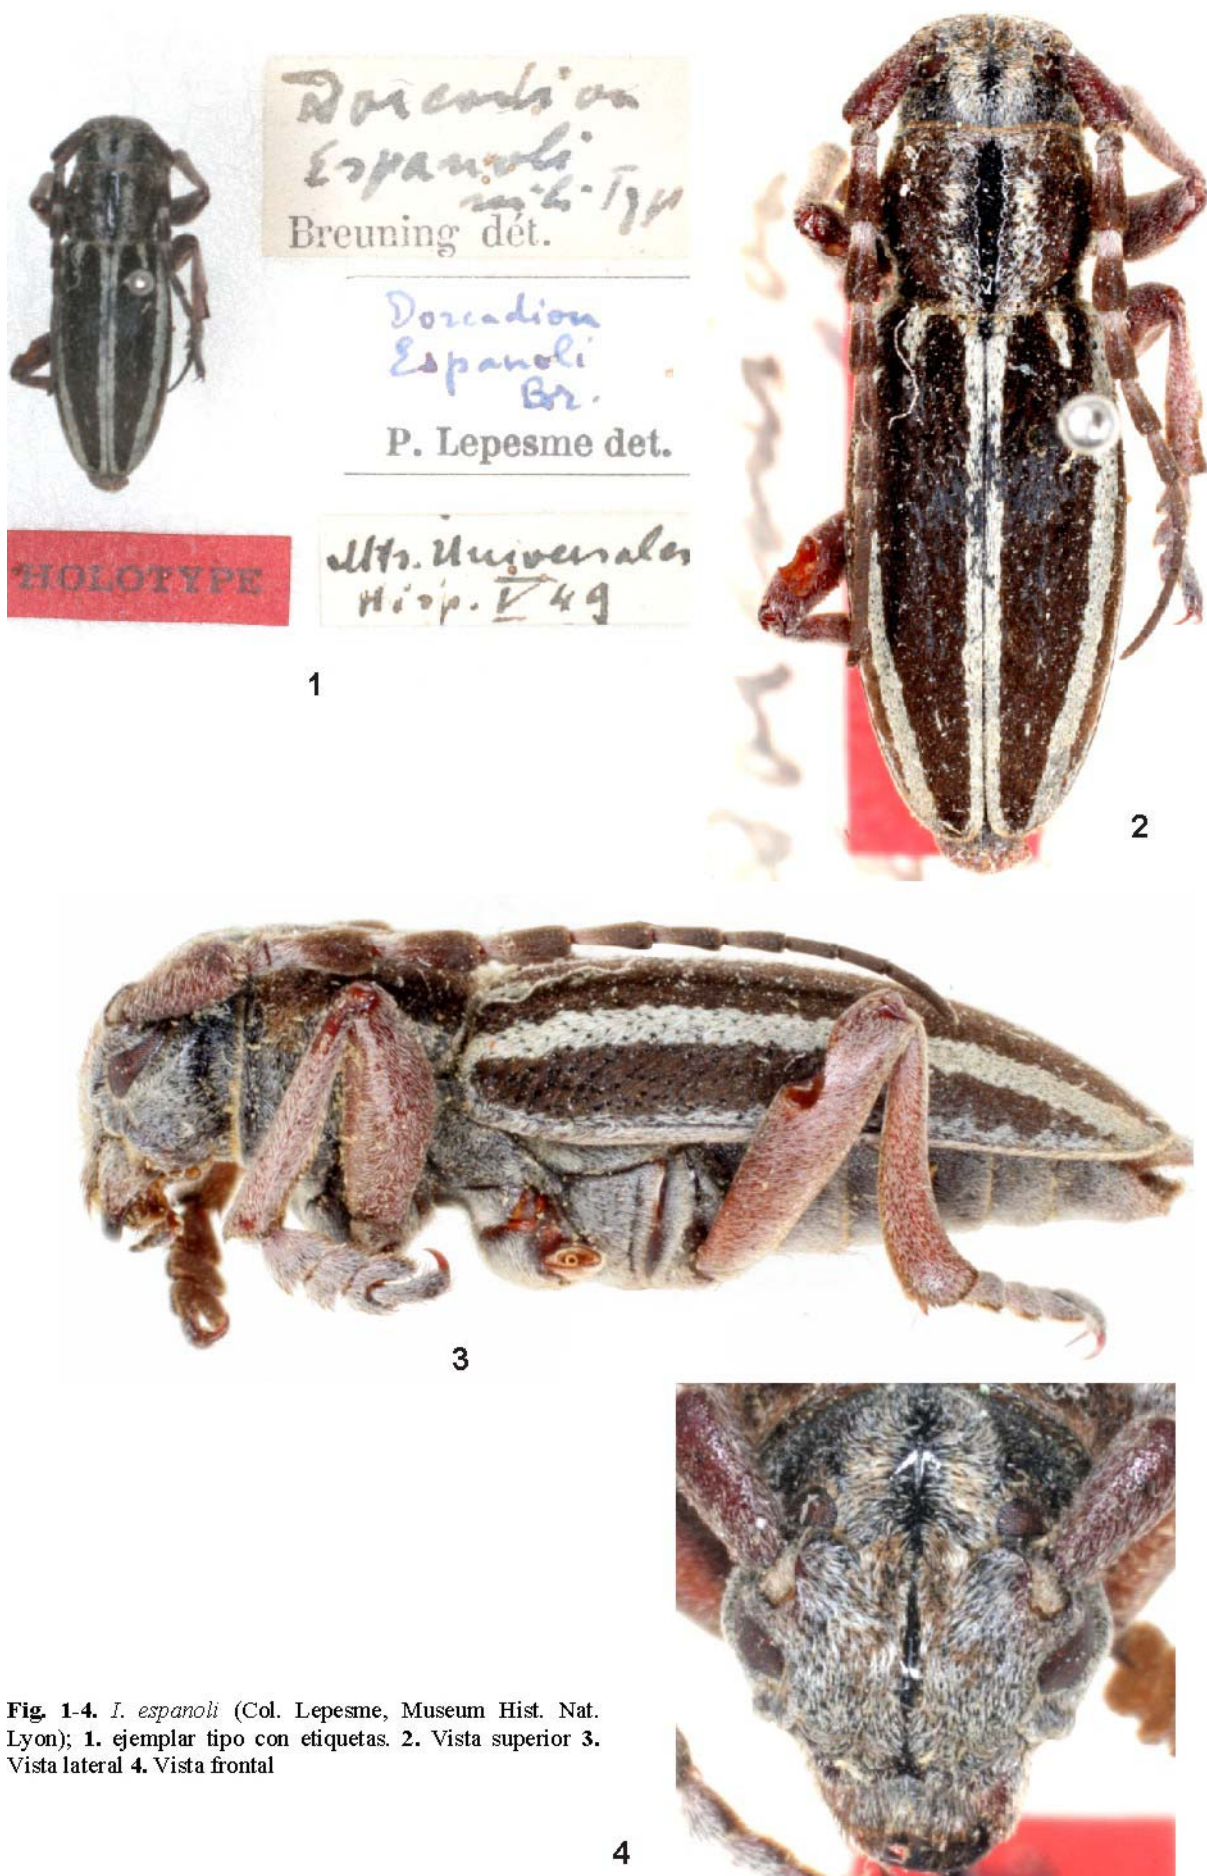 Dorcadion
Espanoli
mihi Typ
Breuning dét.
Dorcadion
Espanoli
Br.
P. Lepesme det.
HOLOTYPE
Mts. Universales
Hisp. V 49
1
2
3
Fig. 1-4. I. espanoli (Col. Lepesme, Museum Hist. Nat.
Lyon); 1. ejemplar tipo con etiquetas. 2. Vista superior 3.
Vista lateral 4. Vista frontal
4